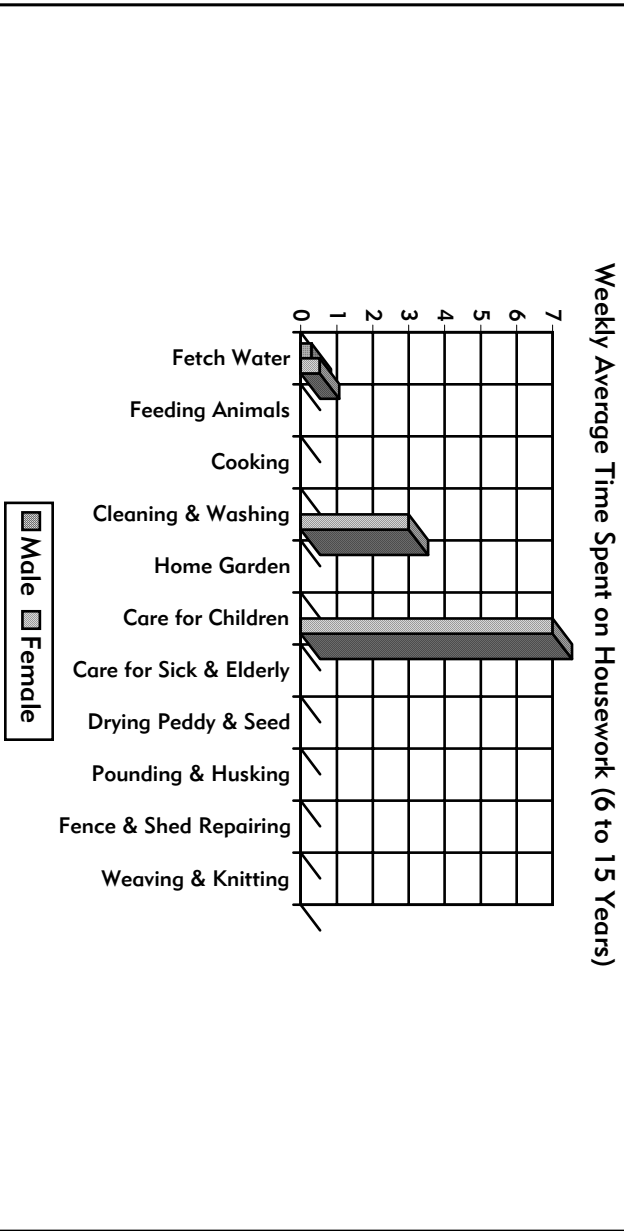 Weekly Average Time Spent on Housework (6 to 15 Years)
7
6
5
4
3
2
1
0
Fetch Water
Feeding Animals
Cooking
Cleaning & Washing
Home Garden
Care for Children
Care for Sick & Elderly
Drying Peddy & Seed
Pounding & Husking
Fence & Shed Repairing
Weaving & Knitting
Male Female